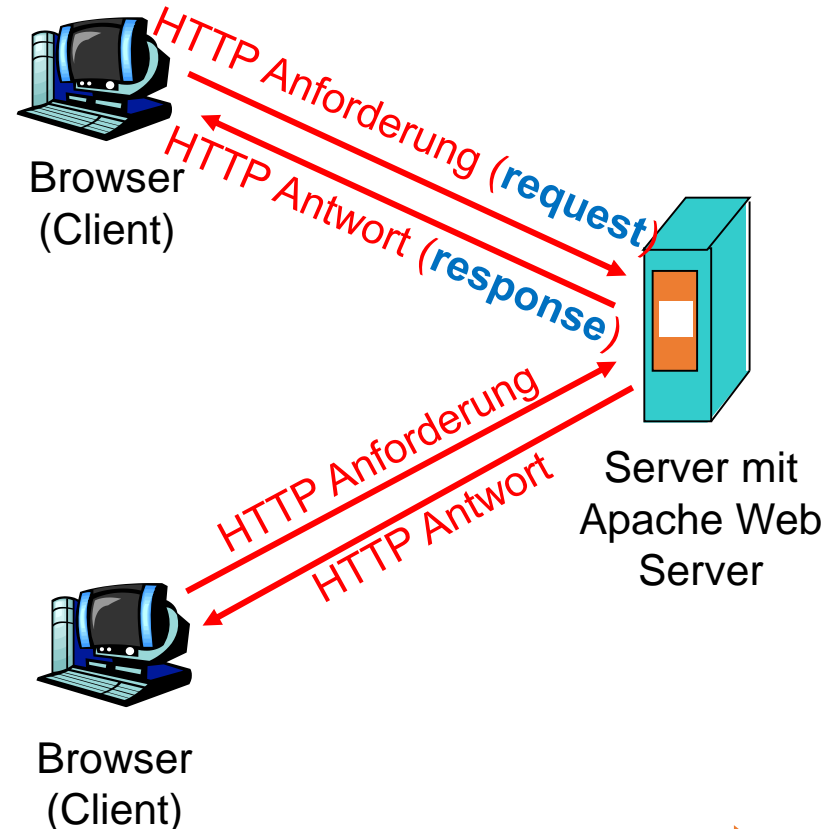 HTTP Anforderung (request)
HTTP Antwort (response)
Browser
(Client)
HTTP Anforderung
HTTP Antwort
Server mit
Apache Web
Server
Browser
(Client)